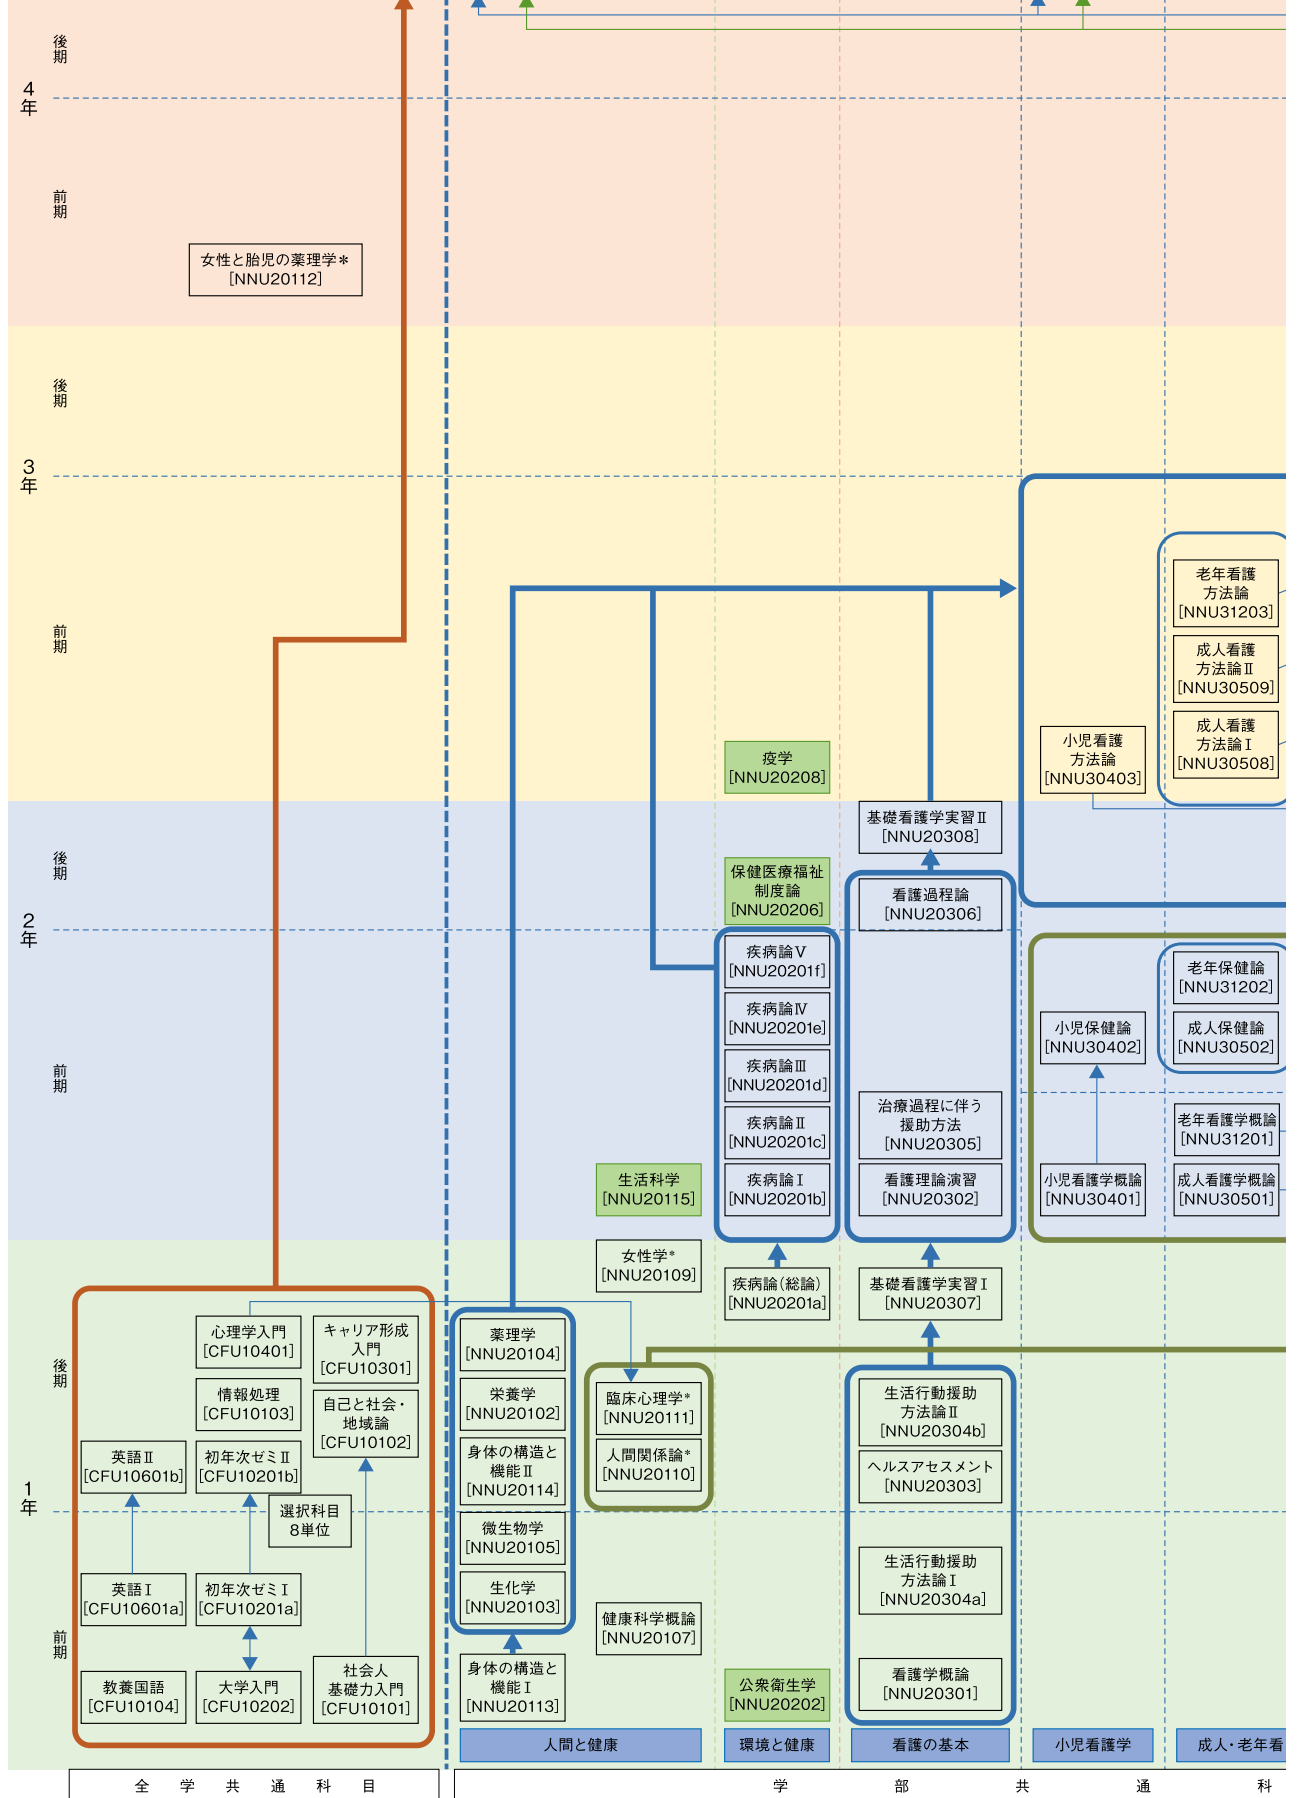 後期
4年
前期
女性と胎児の薬理学＊
[NNU20112]
後期
3年
前期
老年看護
方法論
[NNU31203]
成人看護
方法論Ⅱ
[NNU30509]
成人看護
方法論Ⅰ
[NNU30508]
小児看護
方法論
[NNU30403]
疫学
[NNU20208]
後期
2年
前期
基礎看護学実習Ⅱ
[NNU20308]
保健医療福祉
制度論
[NNU20206]
看護過程論
[NNU20306]
疾病論Ⅴ
[NNU20201f]
疾病論Ⅳ
[NNU20201e]
疾病論Ⅲ
[NNU20201d]
疾病論Ⅱ
[NNU20201c]
疾病論Ⅰ
[NNU20201b]
治療過程に伴う
援助方法
[NNU20305]
看護理論演習
[NNU20302]
老年保健論
[NNU31202]
小児保健論
[NNU30402]
成人保健論
[NNU30502]
老年看護学概論
[NNU31201]
小児看護学概論
[NNU30401]
成人看護学概論
[NNU30501]
生活科学
[NNU20115]
女性学*
[NNU20109]
疾病論（総論）
[NNU20201a]
基礎看護学実習Ⅰ
[NNU20307]
後期
1年
前期
心理学入門
[CFU10401]
キャリア形成
入門
[CFU10301]
情報処理
[CFU10103]
自己と社会・
地域論
[CFU10102]
英語Ⅱ
[CFU10601b]
初年次ゼミⅡ
[CFU10201b]
選択科目
8単位
英語Ⅰ
[CFU10601a]
初年次ゼミⅠ
[CFU10201a]
教養国語
[CFU10104]
大学入門
[CFU10202]
社会人
基礎力入門
[CFU10101]
薬理学
[NNU20104]
栄養学
[NNU20102]
身体の構造と
機能Ⅱ
[NNU20114]
微生物学
[NNU20105]
生化学
[NNU20103]
身体の構造と
機能Ⅰ
[NNU20113]
臨床心理学*
[NNU20111]
人間関係論*
[NNU20110]
健康科学概論
[NNU20107]
公衆衛生学
[NNU20202]
生活行動援助
方法論Ⅱ
[NNU20304b]
ヘルスアセスメント
[NNU20303]
生活行動援助
方法論Ⅰ
[NNU20304a]
看護学概論
[NNU20301]
人間と健康
環境と健康
看護の基本
小児看護学
成人・老年看
全学共通科目
学部共通科